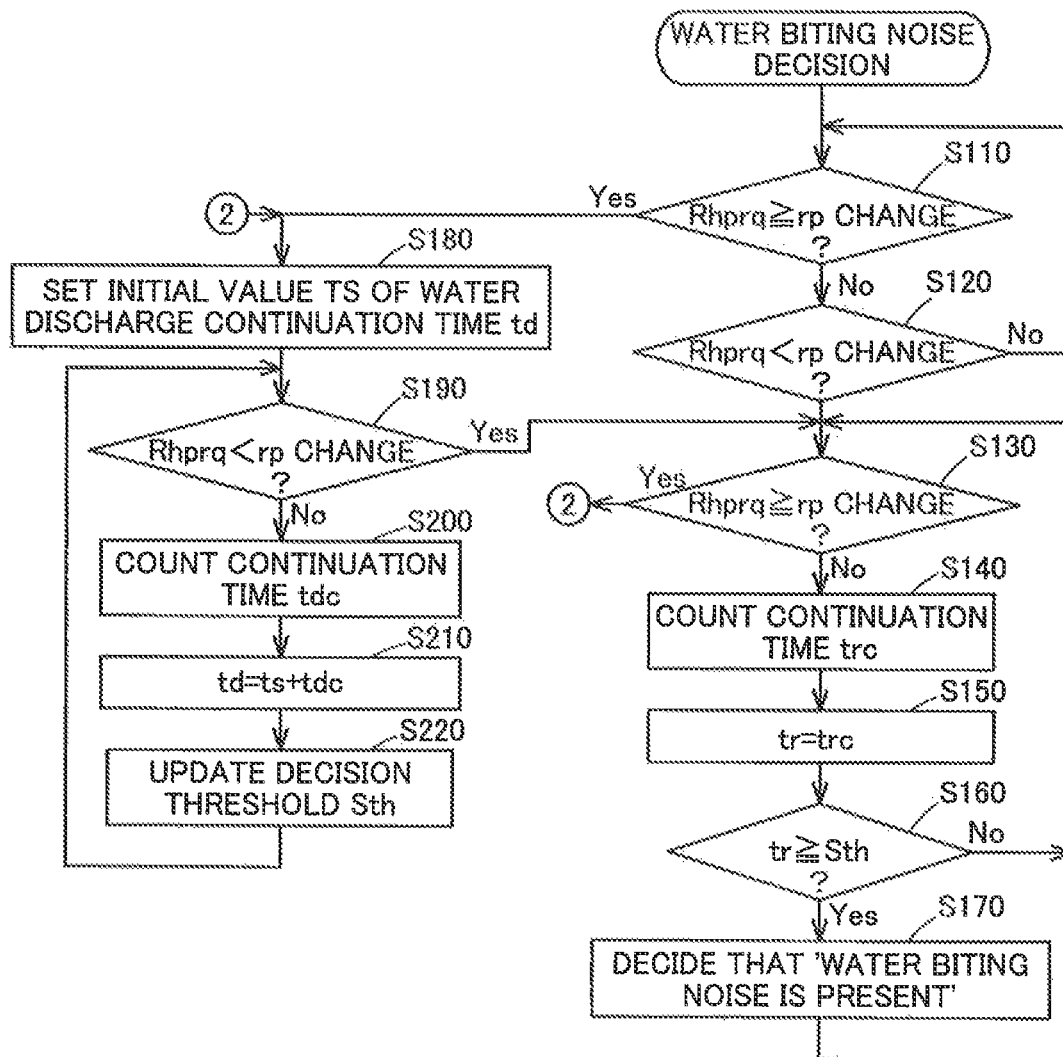 WATER BITING NOISE
DECISION
S110
Yes
Rhprq≧rp CHANGE
?
No
2
S180
SET INITIAL VALUE TS OF WATER
DISCHARGE CONTINUATION TIME td
S120
No
Rhprq<rp CHANGE
?
S190
Rhprq<rp CHANGE
?
Yes
No
S130
Yes
2
Rhprq≧rp CHANGE
?
No
S200
COUNT CONTINUATION
TIME tdc
S140
COUNT CONTINUATION
TIME trc
S210
td=ts+tdc
S150
tr=trc
S220
UPDATE DECISION
THRESHOLD Sth
S160
No
tr≧Sth
?
Yes
S170
DECIDE THAT 'WATER BITING
NOISE IS PRESENT'